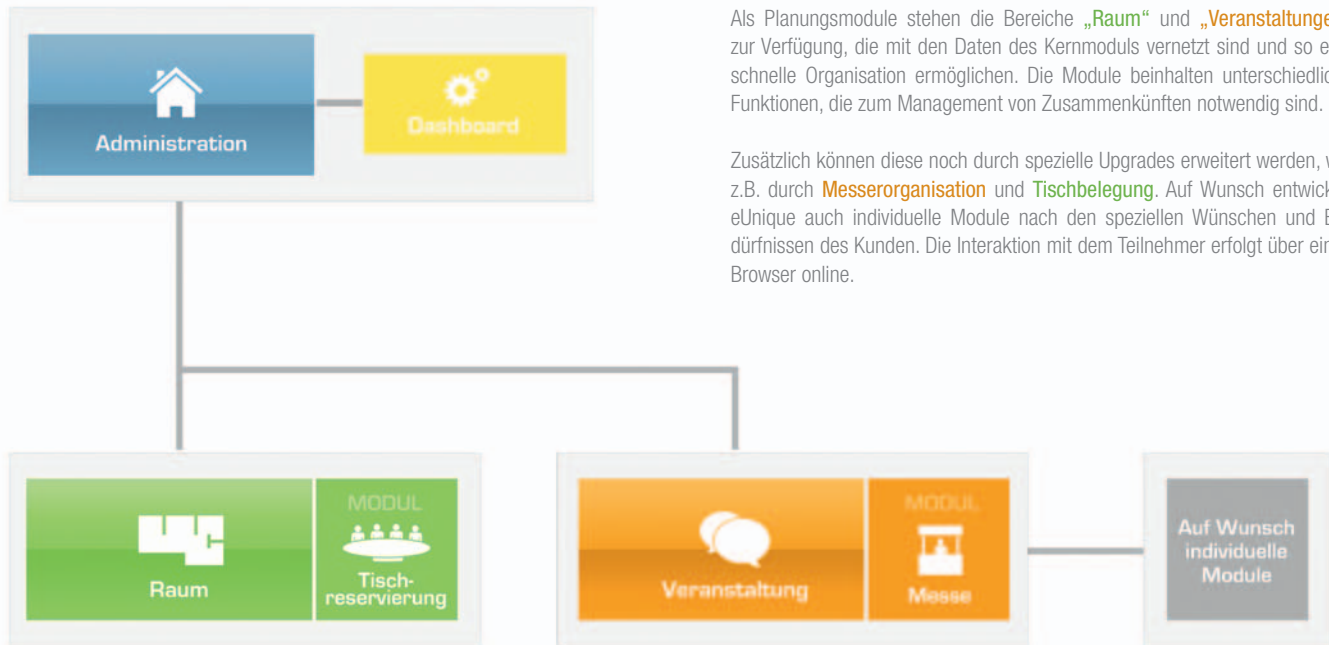 Als Planungsmodule stehen die Bereiche „Raum“ und „Veranstaltunge
zur Verfügung, die mit den Daten des Kernmoduls vernetzt sind und so e
schnelle Organisation ermöglichen. Die Module beinhalten unterschiedlic
Funktionen, die zum Management von Zusammenkünften notwendig sind.
Zusätzlich können diese noch durch spezielle Upgrades erweitert werden, w
z.B. durch Messerorganisation und Tischbelegung. Auf Wunsch entwick
eUnique auch individuelle Module nach den speziellen Wünschen und B
dürfnissen des Kunden. Die Interaktion mit dem Teilnehmer erfolgt über ein
Browser online.
Administration
Dashboard
Raum
MODUL
Tisch-
reservierung
Veranstaltung
MODUL
Messe
Auf Wunsch
individuelle
Module